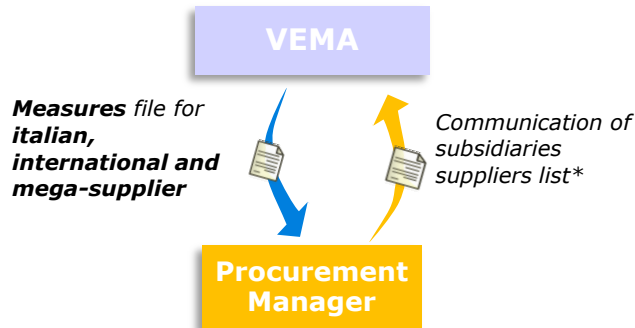 VEMA
Measures file for
italian,
international and
mega-supplier
Communication of
subsidiaries
suppliers list*
Procurement
Manager